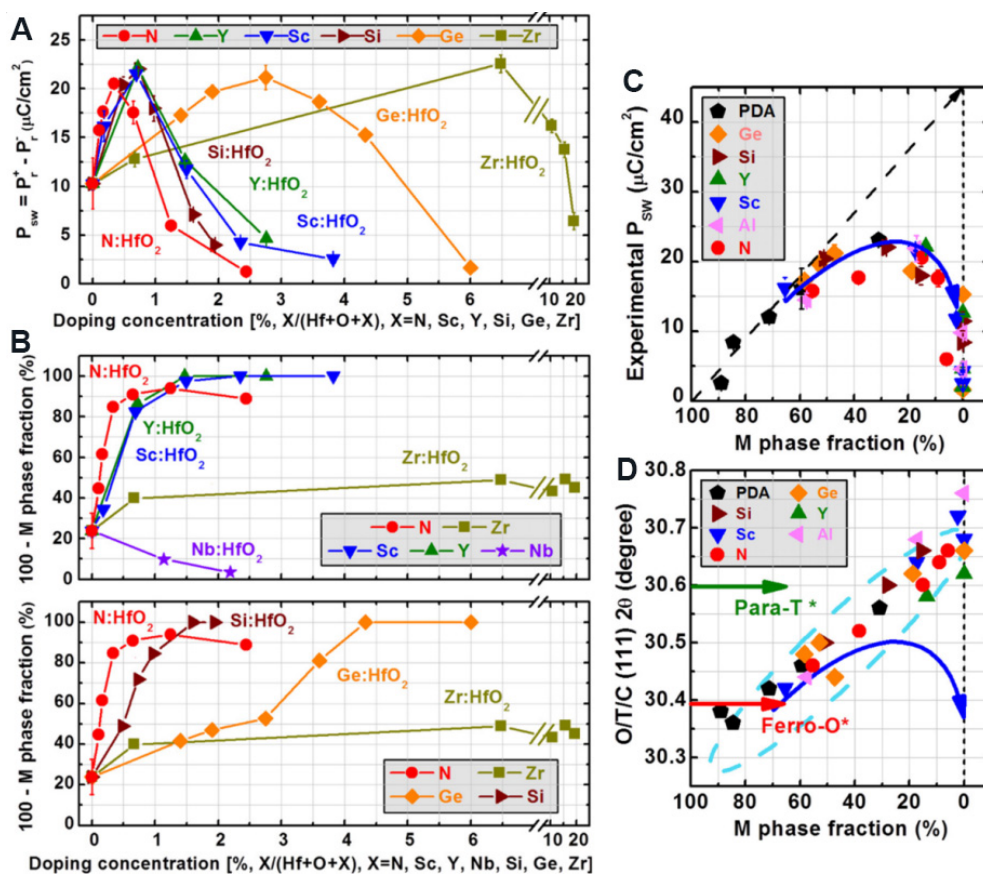 A
N Y Sc Si Ge Zr
25
20
15
10
5
0
P_sw = P_r^+ - P_r^- (μC/cm²)
Ge:HfO₂
Si:HfO₂
Zr:HfO₂
Y:HfO₂
Sc:HfO₂
N:HfO₂
0 1 2 3 4 5 6 10 20
Doping concentration [%, X/(Hf+O+X), X=N, Sc, Y, Si, Ge, Zr]
B
100 - M phase fraction (%)
100
80
60
40
20
0
N:HfO₂
Y:HfO₂
Sc:HfO₂
Zr:HfO₂
Nb:HfO₂
N Zr
Sc Y Nb
100 - M phase fraction (%)
100
80
60
40
20
0
N:HfO₂
Si:HfO₂
Ge:HfO₂
Zr:HfO₂
N Zr
Ge Si
0 1 2 3 4 5 6 7 10 20
Doping concentration [%, X/(Hf+O+X), X=N, Sc, Y, Nb, Si, Ge, Zr]
C
Experimental P_sw (μC/cm²)
40
30
20
10
0
PDA
Ge
Si
Y
Sc
Al
N
100 80 60 40 20 0
M phase fraction (%)
D
O/T/C (111) 2θ (degree)
30.8
30.7
30.6
30.5
30.4
30.3
PDA Ge
Si Y
Sc Al
N
Para-T *
Ferro-O*
100 80 60 40 20 0
M phase fraction (%)